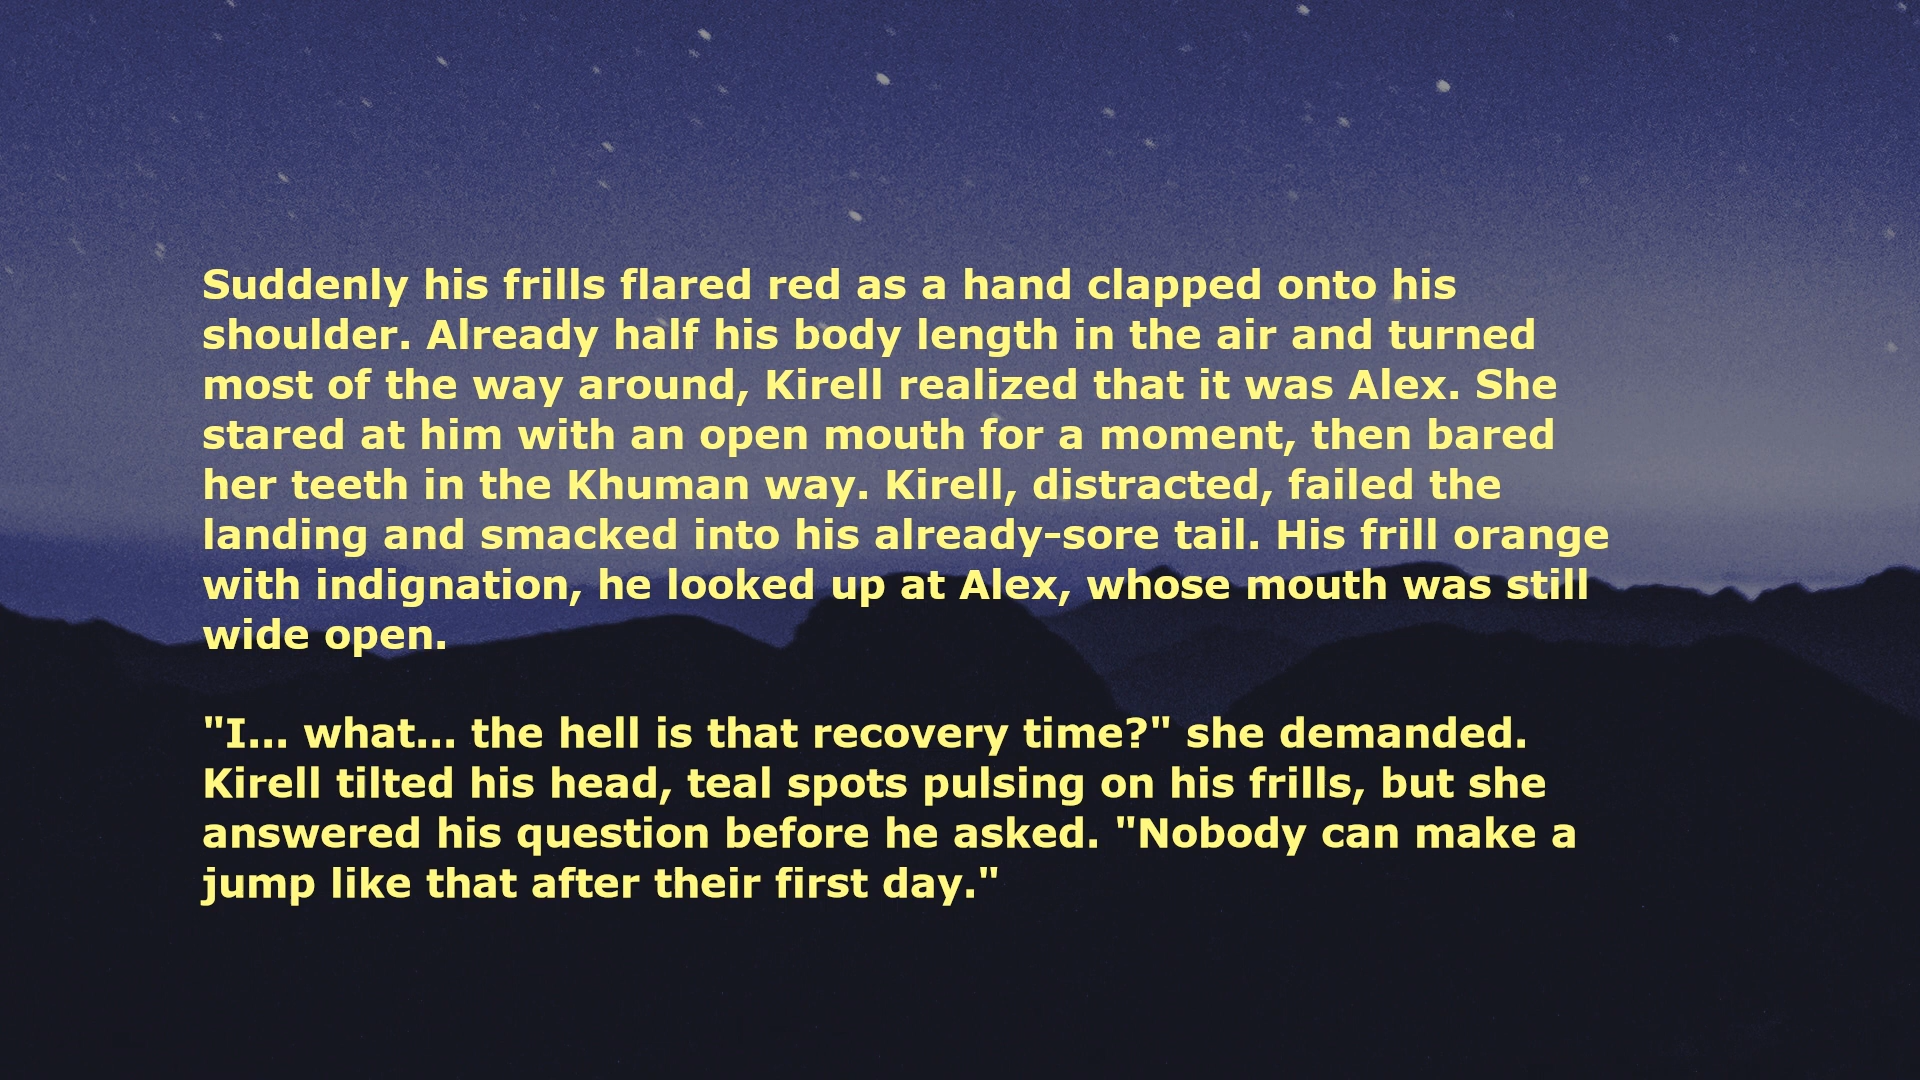 Suddenly his frills flared red as a hand clapped onto his
shoulder. Already half his body length in the air and turned
most of the way around, Kirell realized that it was Alex. She
stared at him with an open mouth for a moment, then bared
her teeth in the Khuman way. Kirell, distracted, failed the
landing and smacked into his already-sore tail. His frill orange
with indignation, he looked up at Alex, whose mouth was still
wide open.
"I... what... the hell is that recovery time?" she demanded.
Kirell tilted his head, teal spots pulsing on his frills, but she
answered his question before he asked. "Nobody can make a
jump like that after their first day."